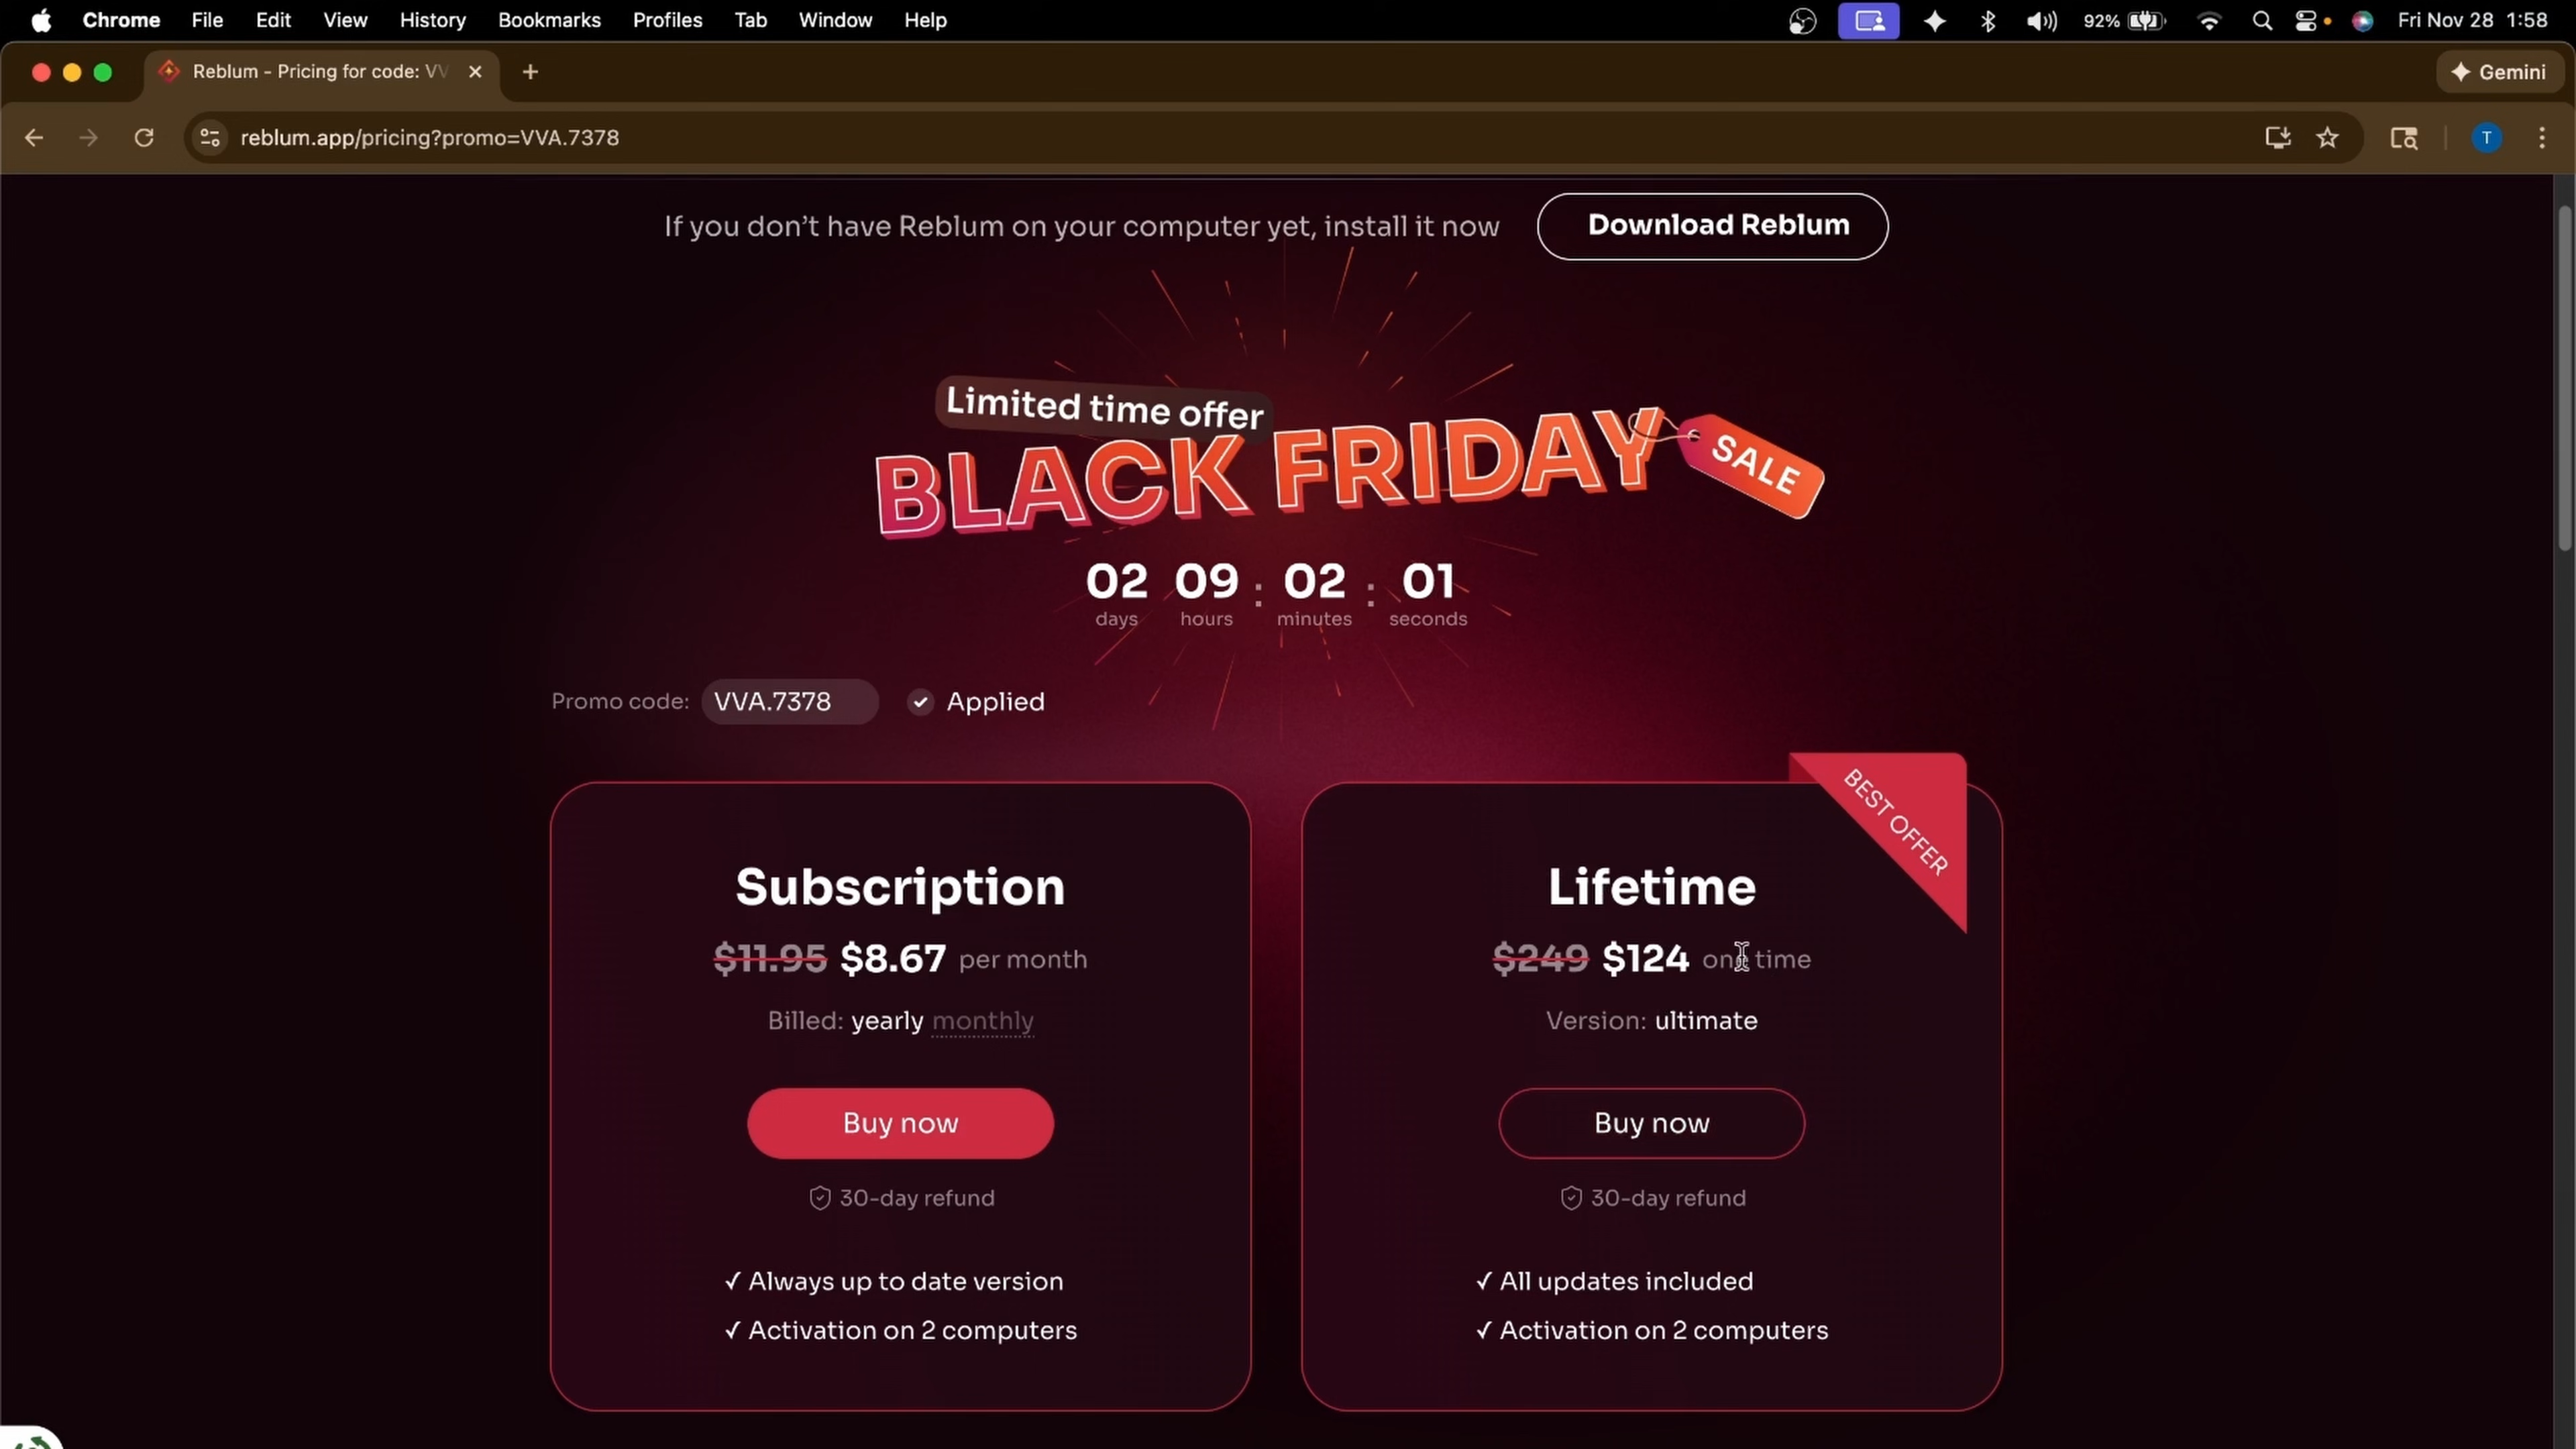 Chrome File Edit View History Bookmarks Profiles Tab Window Help 92% Fri Nov 28 1:58
Reblum - Pricing for code: VV Gemini
reblum.app/pricing?promo=VVA.7378 T
If you don’t have Reblum on your computer yet, install it now Download Reblum
Limited time offer
BLACK FRIDAY SALE
02 09 : 02 : 01
days hours minutes seconds
Promo code: VVA.7378 Applied
BEST OFFER
Subscription
$11.95 $8.67 per month
Billed: yearly monthly
Buy now
30-day refund
✓ Always up to date version
✓ Activation on 2 computers
Lifetime
$249 $124 one time
Version: ultimate
Buy now
30-day refund
✓ All updates included
✓ Activation on 2 computers